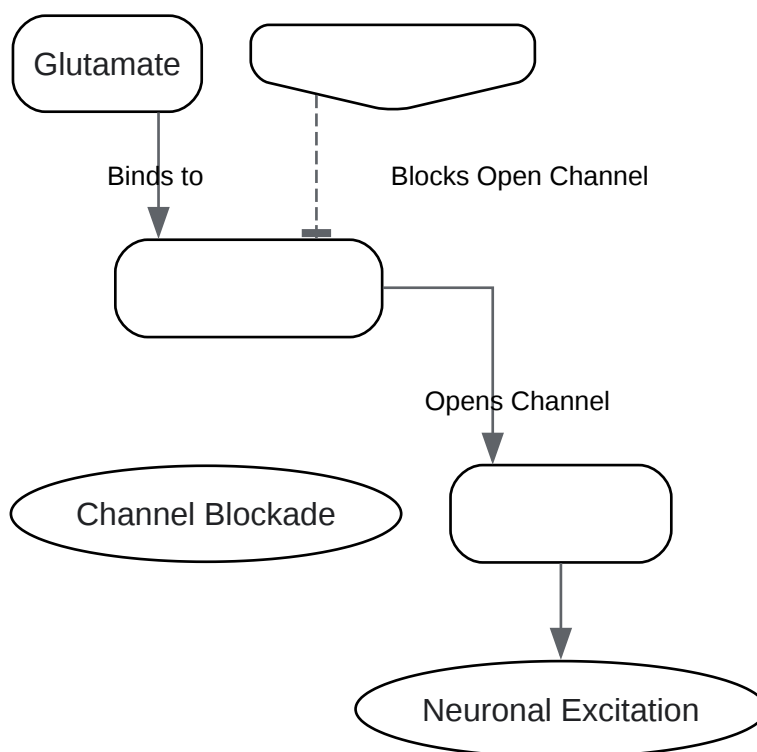 Glutamate
Binds to
Blocks Open Channel
Opens Channel
Channel Blockade
Neuronal Excitation